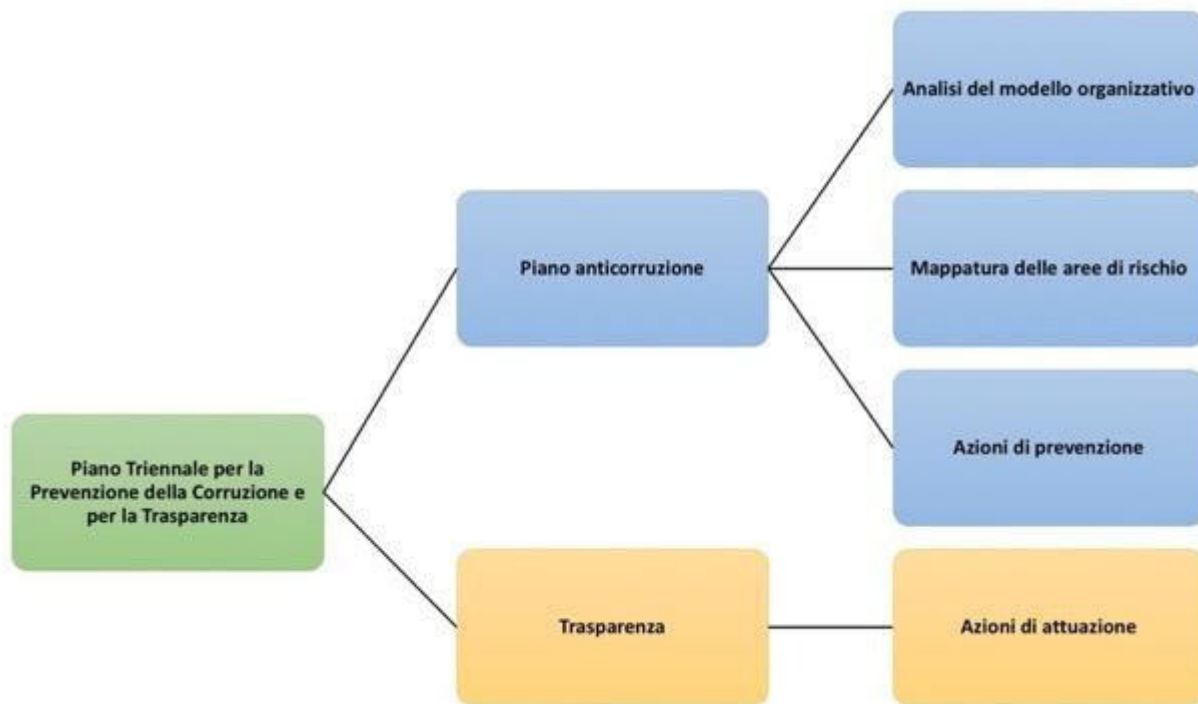 Analisi del modello organizzativo
Piano anticorruzione
Mappatura delle aree di rischio
Azioni di prevenzione
Piano Triennale per la
Prevenzione della Corruzione e
per la Trasparenza
Trasparenza
Azioni di attuazione